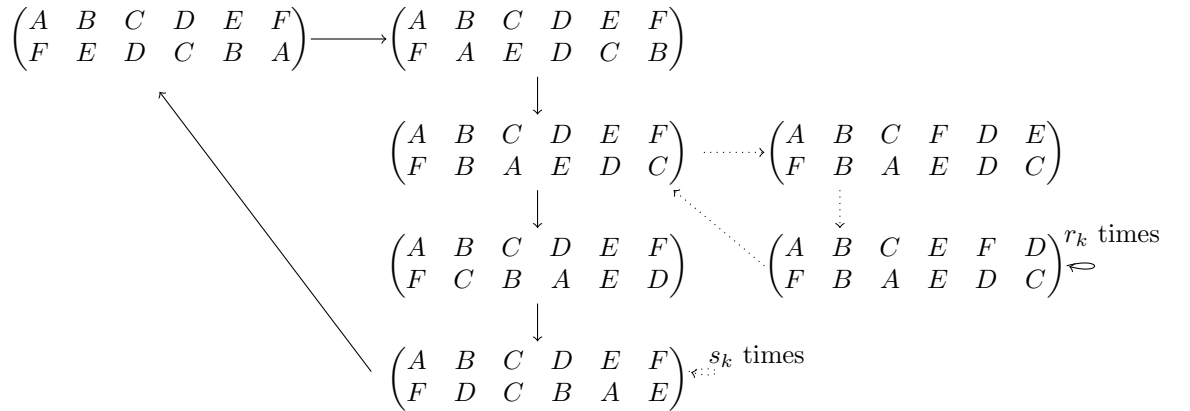 A B C D E F A B C D E F
F E D C B A F A E D C B
A B C D E F A B C F D E
F B A E D C F B A E D C
r_k times
A B C D E F A B C E F D
F C B A E D F B A E D C
A B C D E F s_k times
F D C B A E